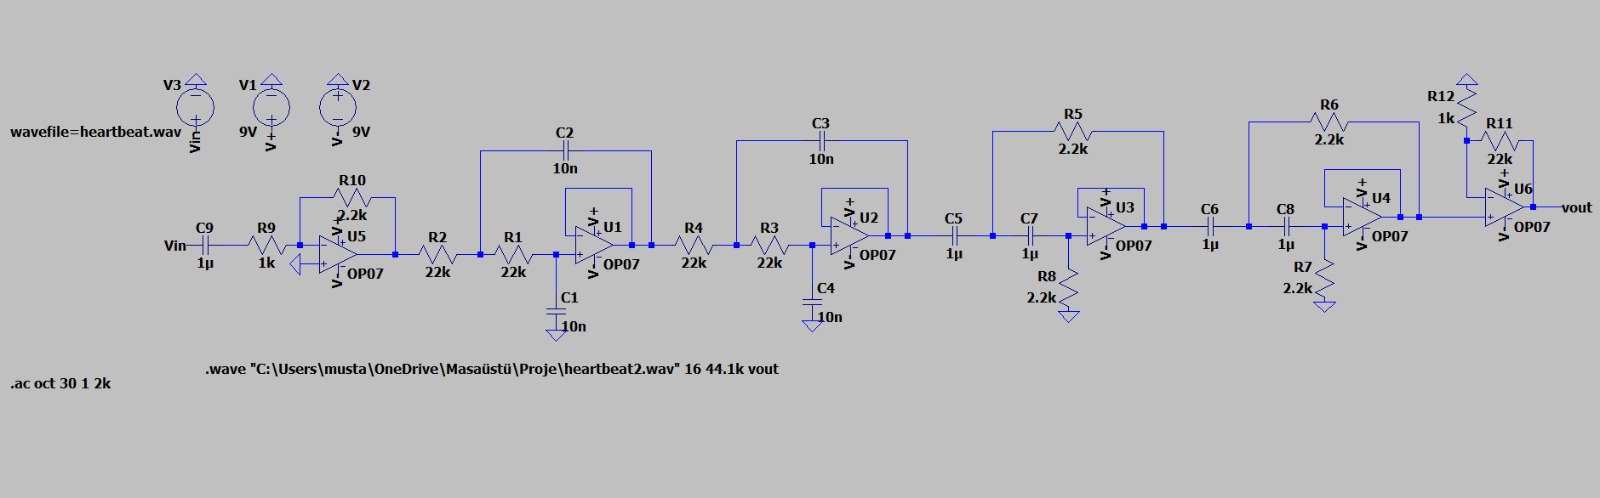 V3
V1
V2
wavefile=heartbeat.wav
Vin
9V
V+
V-
9V
C2
10n
C3
10n
R5
2.2k
R6
2.2k
R12
1k
R11
22k
R10
2.2k
V+
U5
V-
OP07
Vin
C9
1µ
R9
1k
R2
22k
R1
22k
V+
U1
V-
OP07
C1
10n
R4
22k
R3
22k
V+
U2
V-
OP07
C4
10n
C5
1µ
C7
1µ
V+
U3
V-
OP07
R8
2.2k
C6
1µ
C8
1µ
V+
U4
V-
OP07
R7
2.2k
V+
U6
V-
OP07
vout
.wave "C:\Users\musta\OneDrive\Masaüstü\Proje\heartbeat2.wav" 16 44.1k vout
.ac oct 30 1 2k